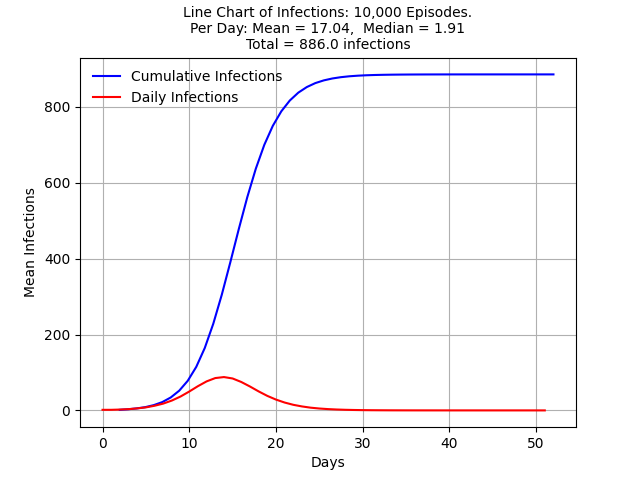 Line Chart of Infections: 10,000 Episodes.
Per Day: Mean = 17.04,  Median = 1.91
Total = 886.0 infections
Cumulative Infections
Daily Infections
800
600
400
200
0
Mean Infections
0 10 20 30 40 50
Days